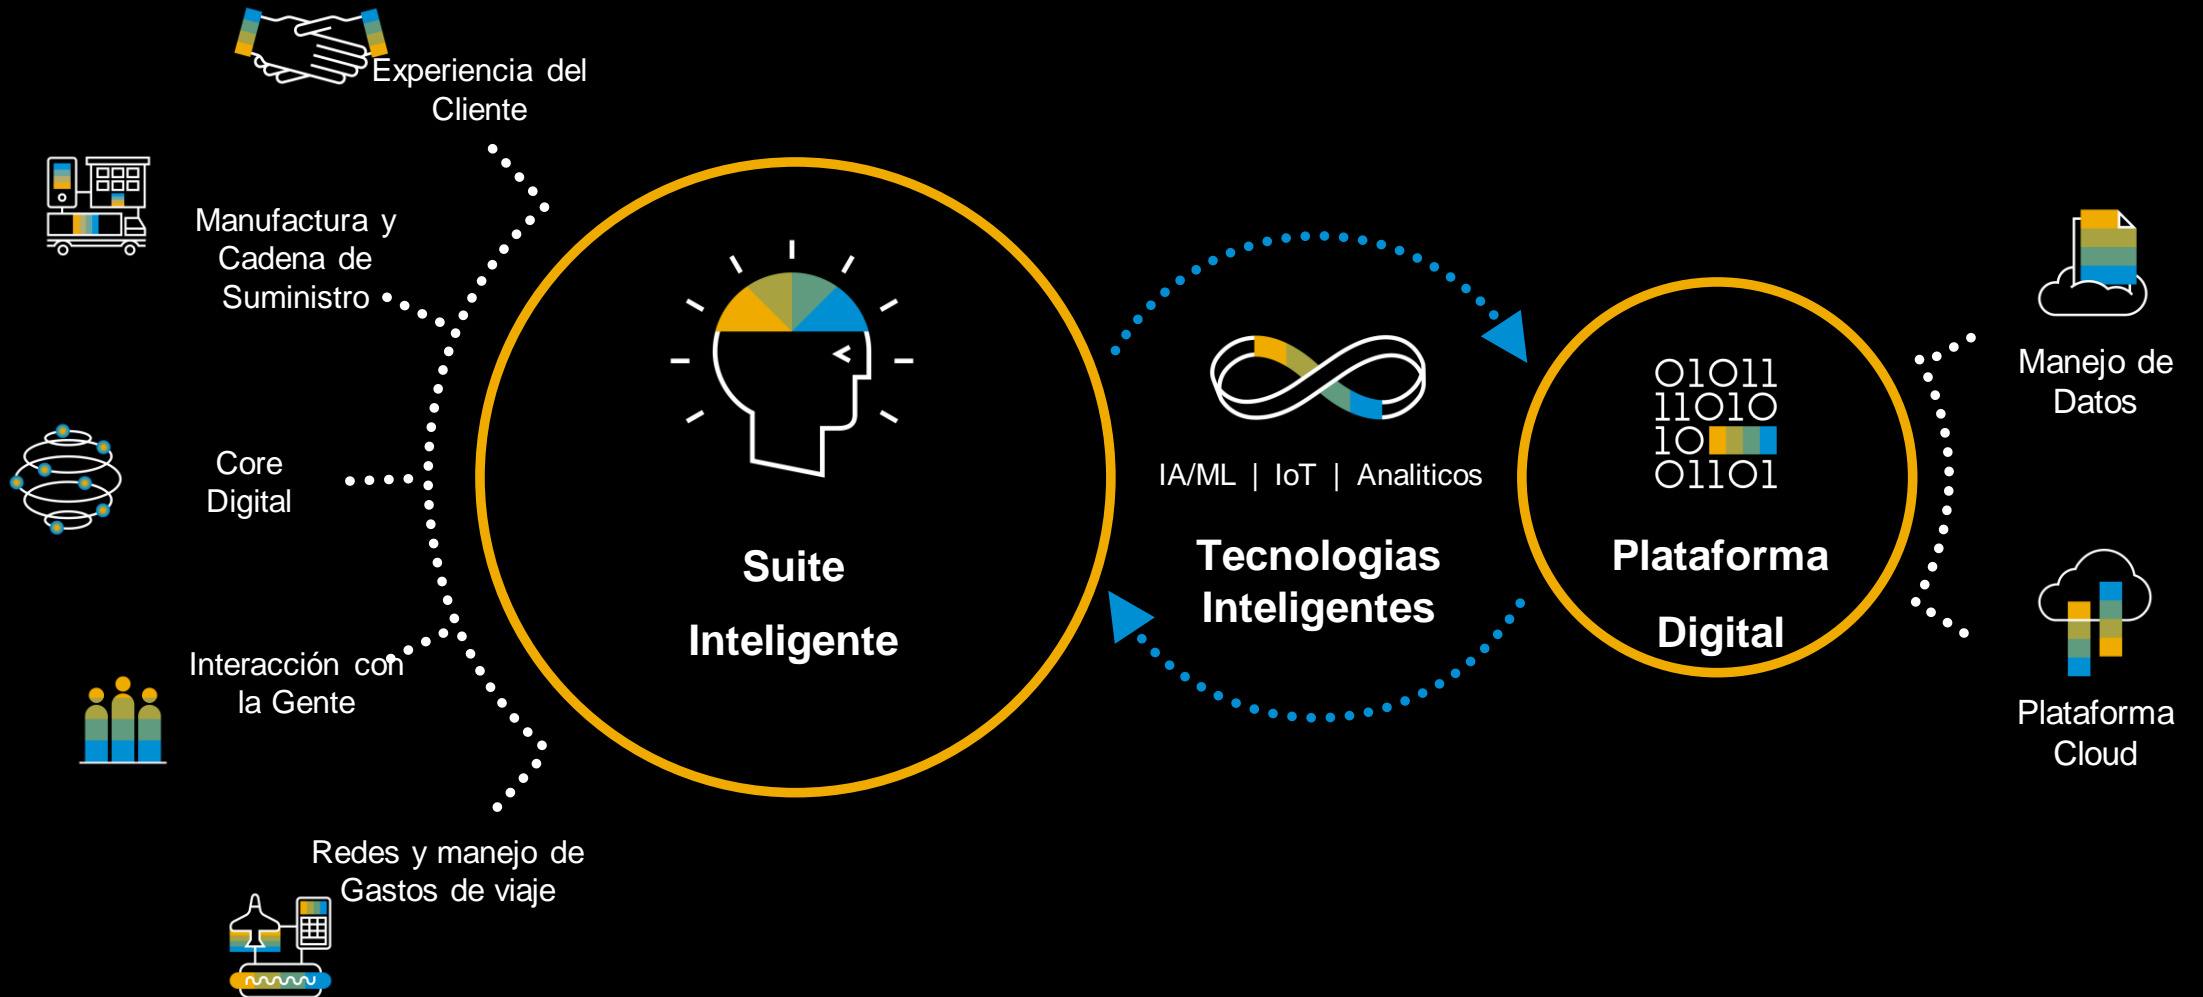 Experiencia del
Cliente
Manufactura y
Cadena de
Suministro
Core
Digital
Interacción con
la Gente
Redes y manejo de
Gastos de viaje
Suite
Inteligente
IA/ML | IoT | Analiticos
Tecnologias
Inteligentes
01011
11010
10
01101
Plataforma
Digital
Manejo de
Datos
Plataforma
Cloud